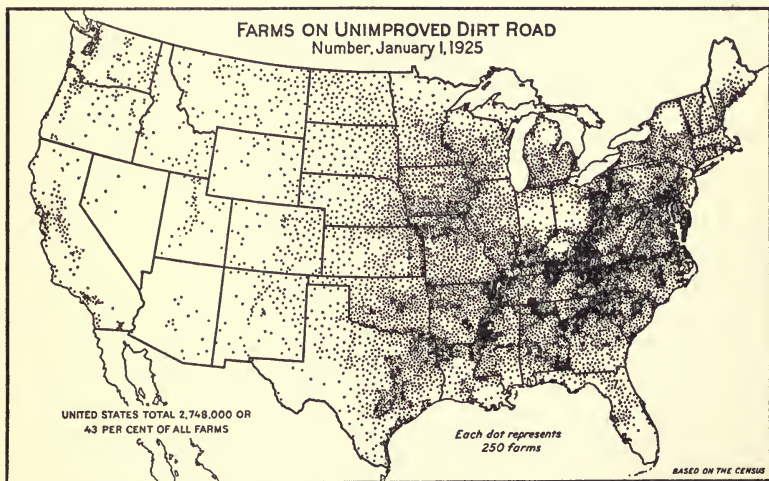 FARMS ON UNIMPROVED DIRT ROAD
Number, January 1, 1925
UNITED STATES TOTAL 2,748,000 OR
43 PER CENT OF ALL FARMS
Each dot represents
250 farms
BASED ON THE CENSUS